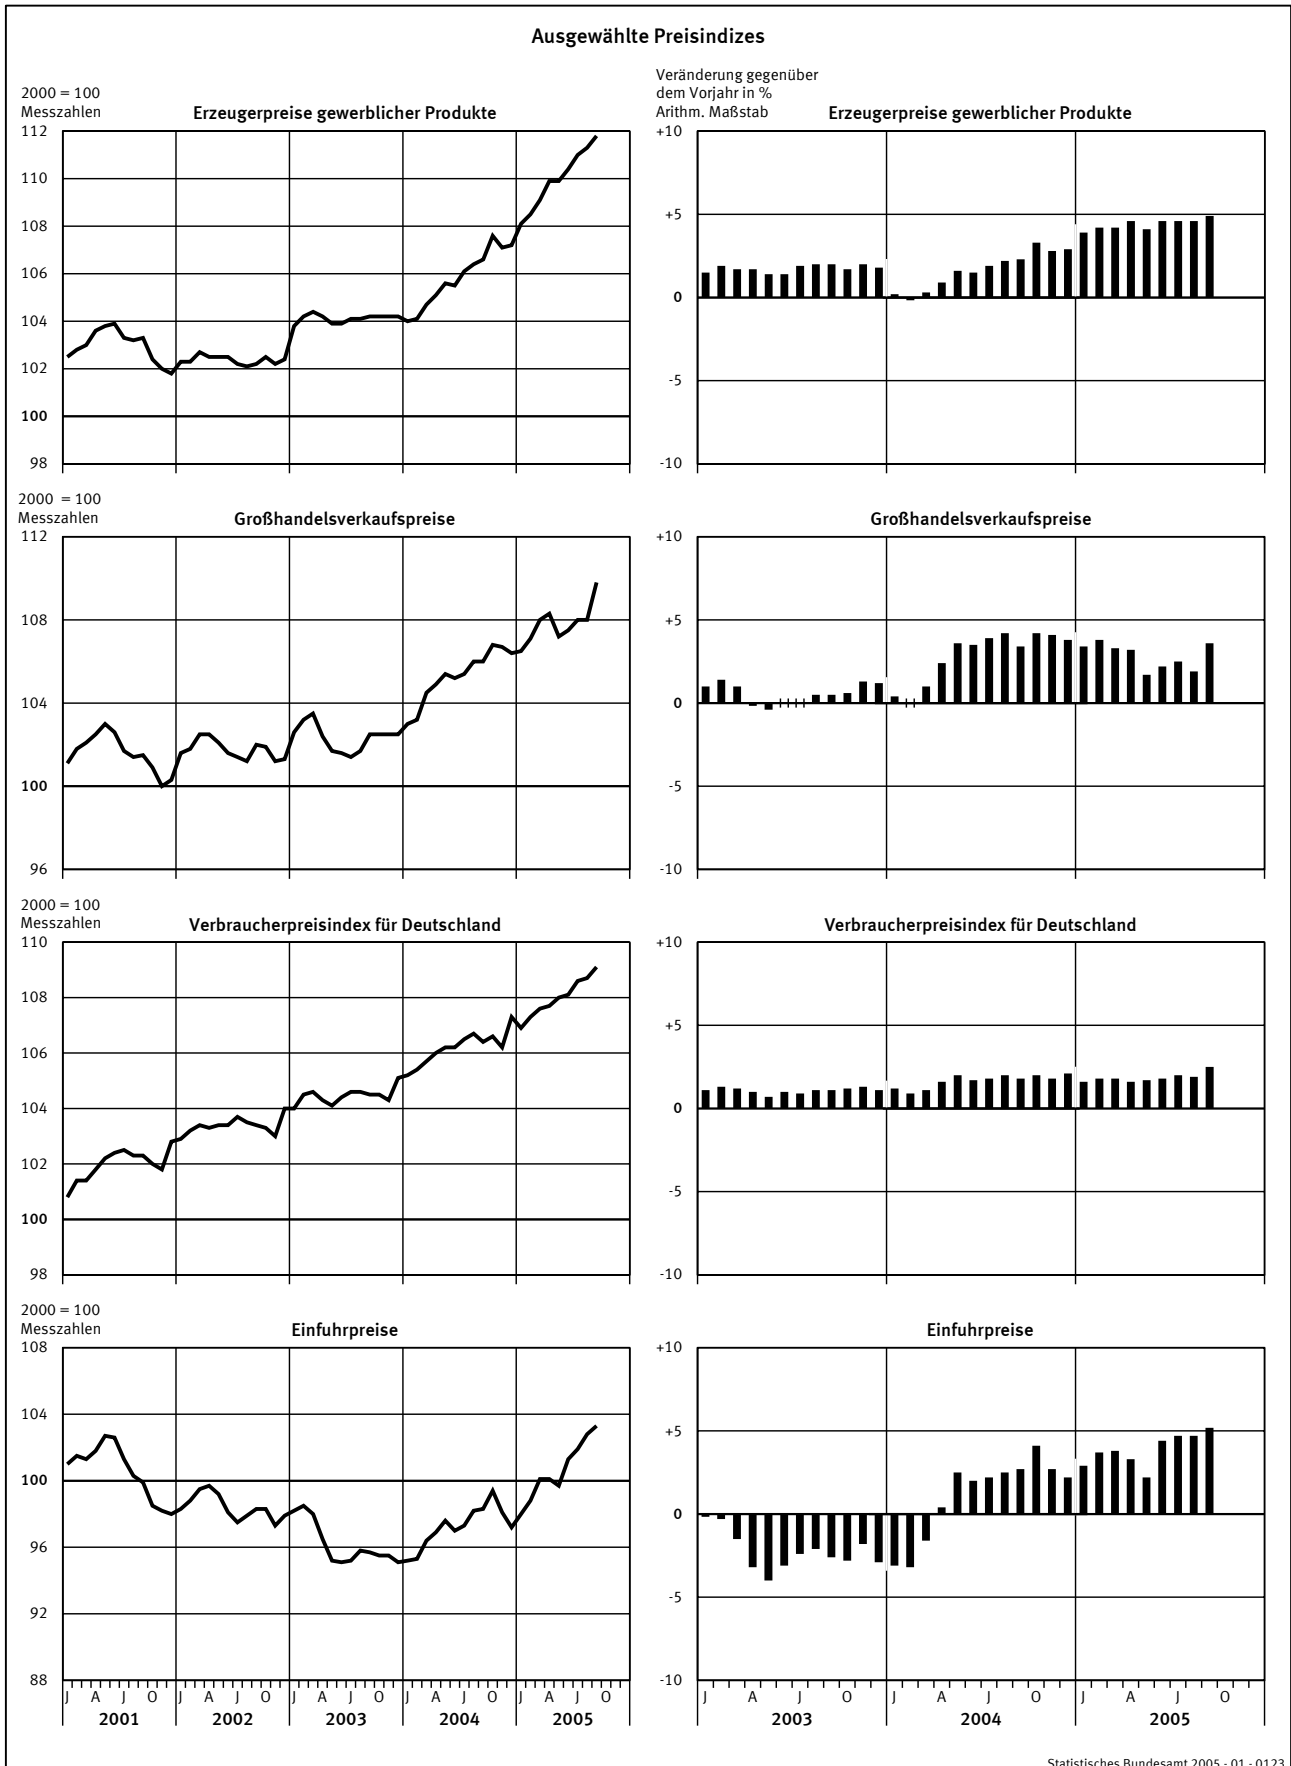 Ausgewählte Preisindizes
2000 = 100
Messzahlen
Erzeugerpreise gewerblicher Produkte
112
110
108
106
104
102
100
98
Veränderung gegenüber
dem Vorjahr in %
Arithm. Maßstab
Erzeugerpreise gewerblicher Produkte
+10
+5
0
-5
-10
2000 = 100
Messzahlen
Großhandelsverkaufspreise
112
108
104
100
96
Großhandelsverkaufspreise
+10
+5
0
-5
-10
2000 = 100
Messzahlen
Verbraucherpreisindex für Deutschland
110
108
106
104
102
100
98
Verbraucherpreisindex für Deutschland
+10
+5
0
-5
-10
2000 = 100
Messzahlen
Einfuhrpreise
108
104
100
96
92
88
J A J O J A J O J A J O J A J O J A J O
2001 2002 2003 2004 2005
Einfuhrpreise
+10
+5
0
-5
-10
J A J O J A J O J A J O
2003 2004 2005
Statistisches Bundesamt 2005 - 01 - 0123